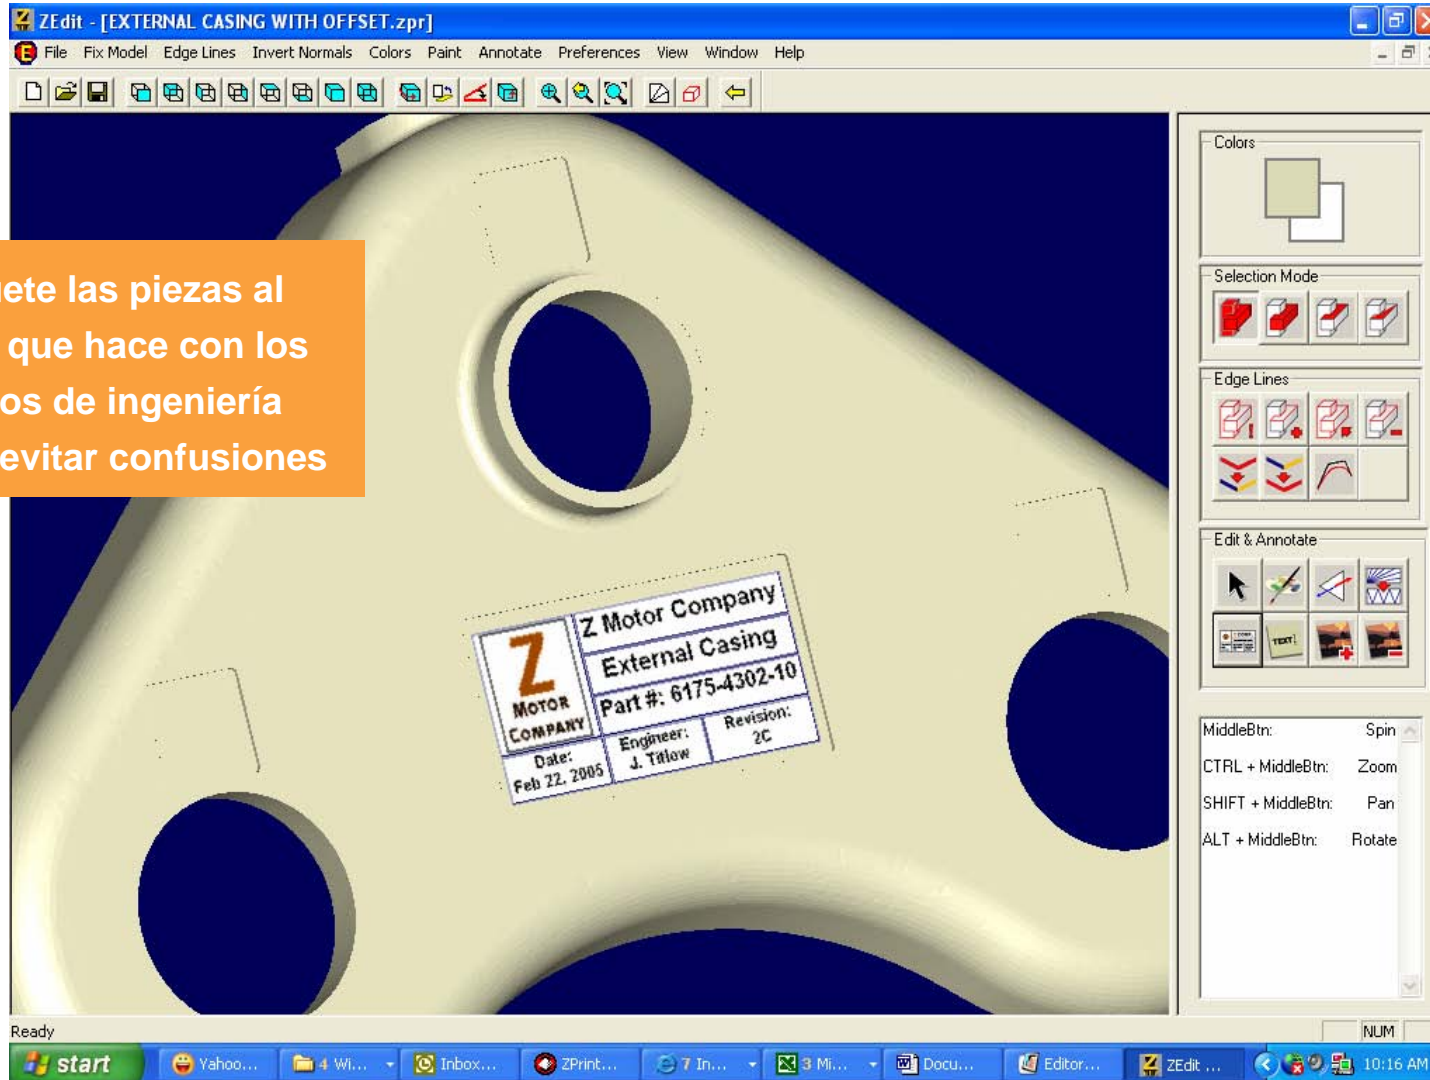 ZEdit - [EXTERNAL CASING WITH OFFSET.zpr]
File Fix Model Edge Lines Invert Normals Colors Paint Annotate Preferences View Window Help
ete las piezas al
que hace con los
os de ingeniería
evitar confusiones
Z
MOTOR
COMPANY
Z Motor Company
External Casing
Part #: 6175-4302-10
Date:
Feb 22, 2005
Engineer:
J. Titlow
Revision:
2C
Colors
Selection Mode
Edge Lines
Edit & Annotate
TEXT
MiddleBtn: Spin
CTRL + MiddleBtn: Zoom
SHIFT + MiddleBtn: Pan
ALT + MiddleBtn: Rotate
Ready
NUM
start Yahoo... 4 Wi... Inbox... ZPrint... 7 In... 3 Mi... Docu... Editor... ZEdit ... 10:16 AM